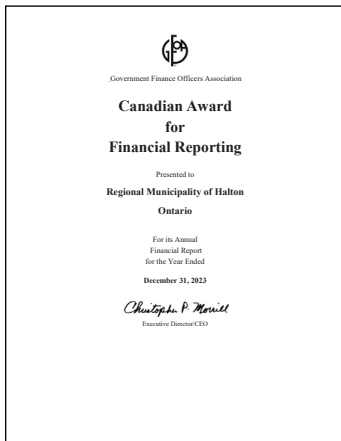 GFOA
Government Finance Officers Association
Canadian Award
for
Financial Reporting
Presented to
Regional Municipality of Halton
Ontario
For its Annual
Financial Report
for the Year Ended
December 31, 2023
Christopher P. Morrill
Executive Director/CEO